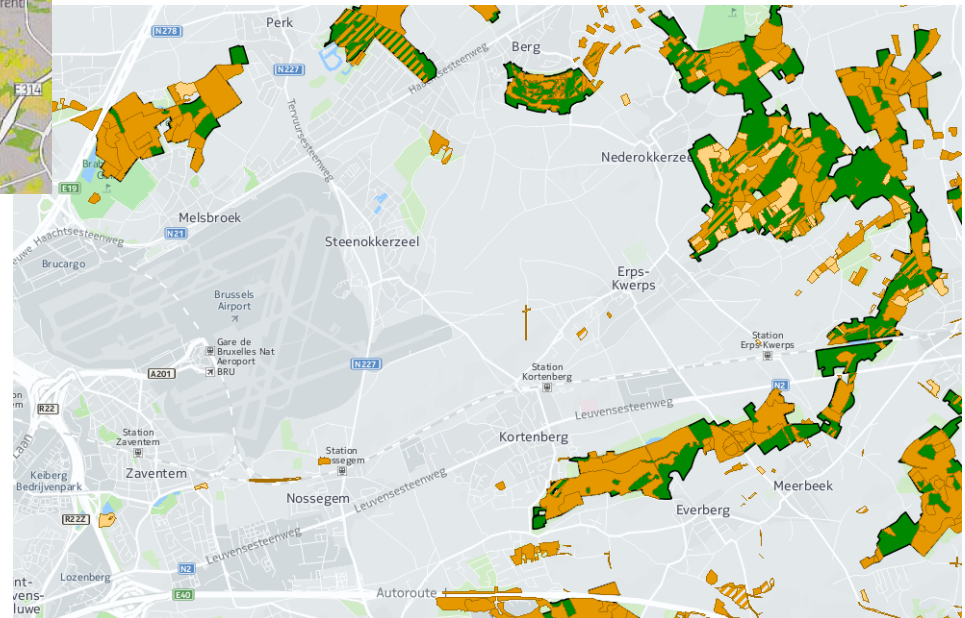 Perk
N278
Berg
N227
Haachtsesteenweg
E314
Tervuursesteenweg
Nederokkerzeel
E19
Melsbroek
N21
Haachtsesteenweg
Steenokkerzeel
Brucargo
Erps-
Kwerps
Brussels
Airport
Gare de
Bruxelles Nat
Aeroport
BRU
Station
Erps-Kwerps
N227
A201
Station
Kortenberg
N2
R22
Leuvensesteenweg
Station
Zaventem
Laan
Kortenberg
Station
Zaventem
Keiberg
Bedrijvenpark
Leuvensesteenweg
Nossegem
Meerbeek
Everberg
R22Z
Leuvensesteenweg
N2
Lozenberg
E40
Autoroute